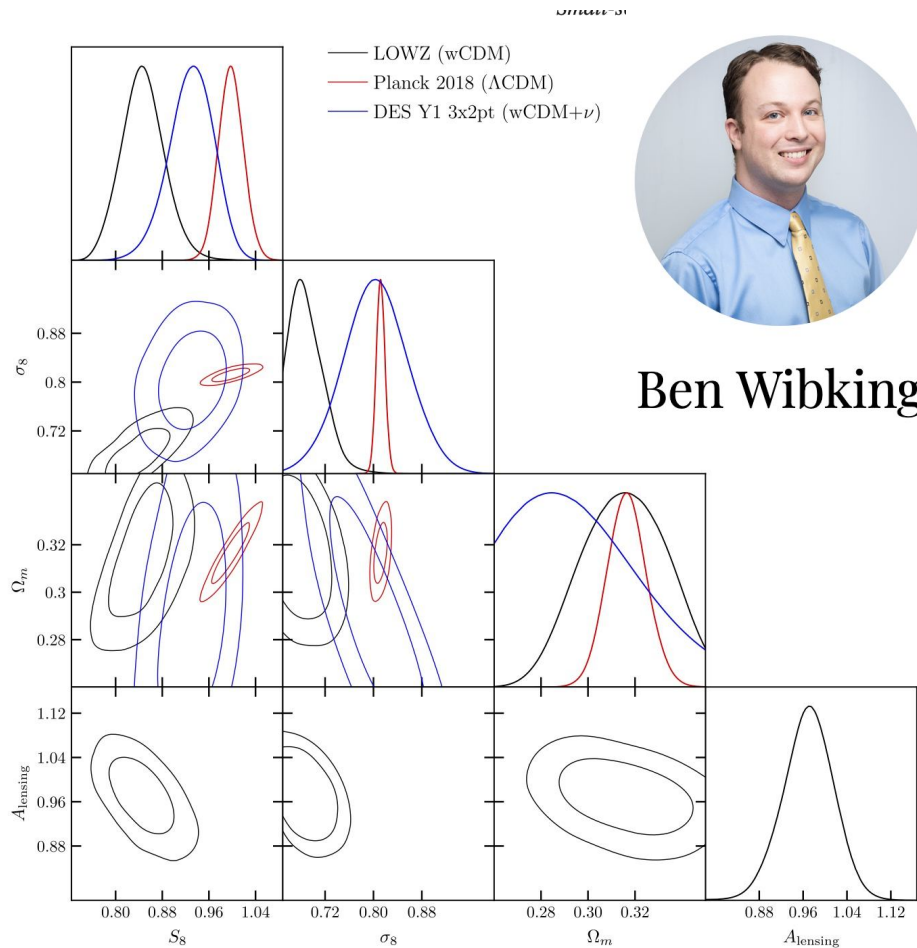 Small-s
LOWZ (wCDM)
Planck 2018 (ΛCDM)
DES Y1 3x2pt (wCDM+ν)
Ben Wibking
0.88
0.8
0.72
σ₈
0.32
0.3
0.28
Ωₘ
1.12
1.04
0.96
0.88
A_lensing
0.80 0.88 0.96 1.04
0.72 0.80 0.88
0.28 0.30 0.32
0.88 0.96 1.04 1.12
S₈
σ₈
Ωₘ
A_lensing